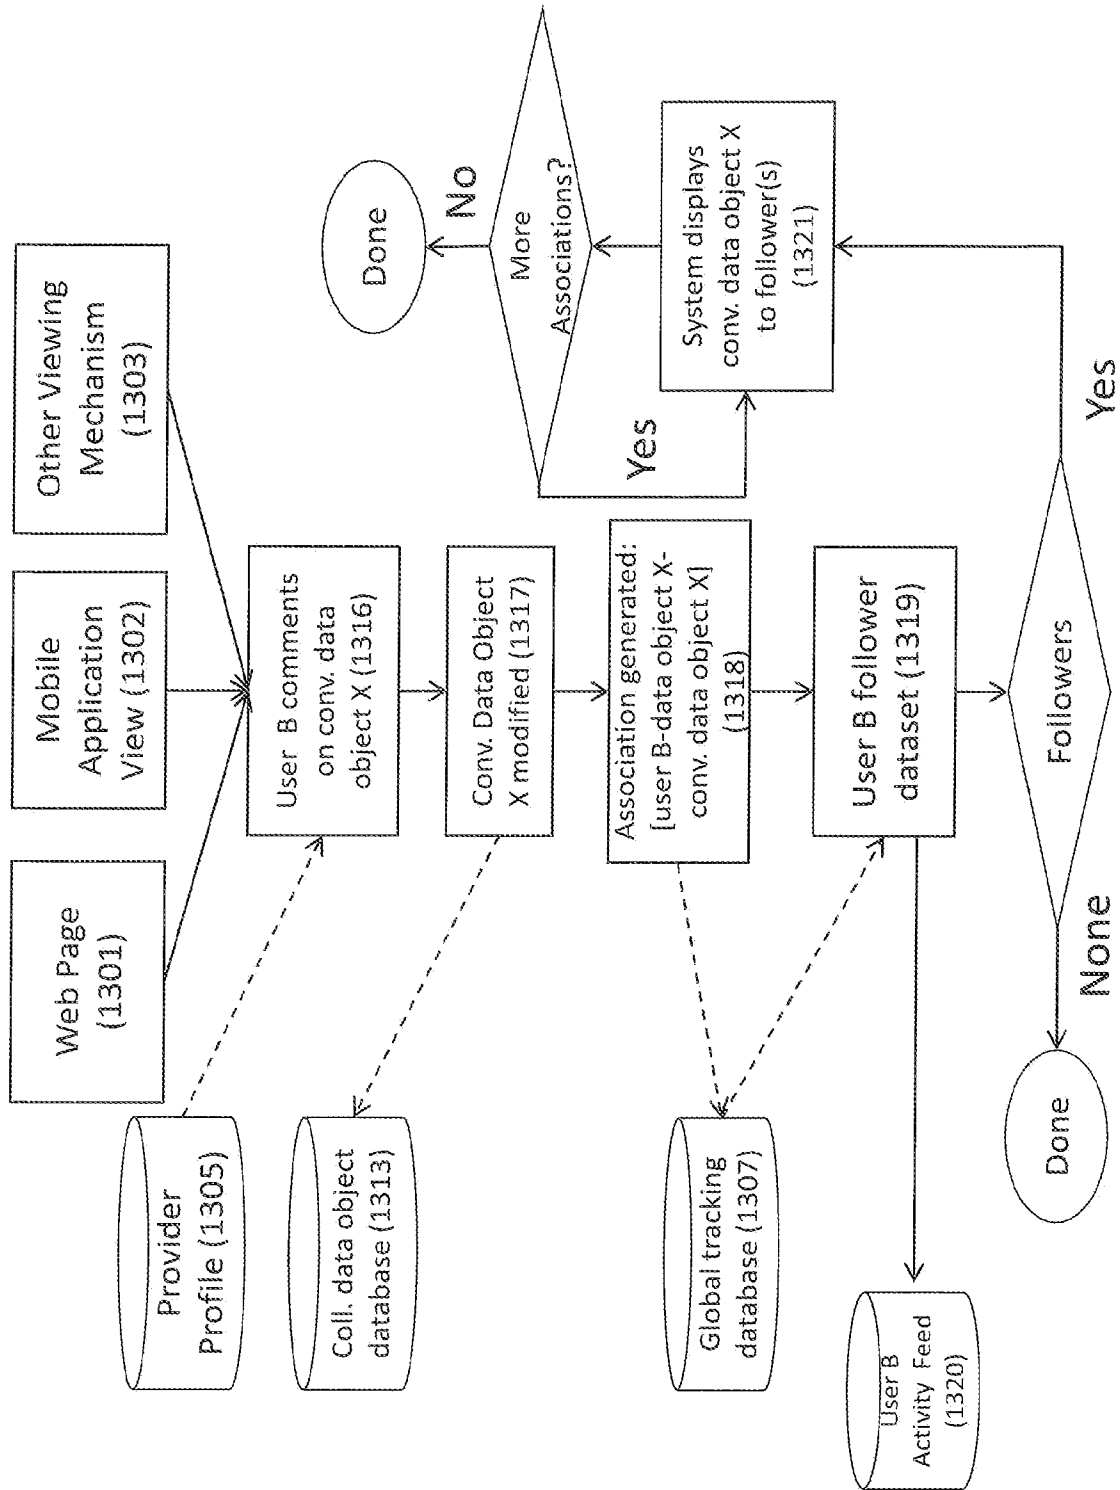 Web Page
(1301)
Mobile
Application
View (1302)
Other Viewing
Mechanism
(1303)
Provider
Profile (1305)
User B comments
on conv. data
object X (1316)
Coll. data object
database (1313)
Conv. Data Object
X modified (1317)
Global tracking
database (1307)
Association generated:
[user B-data object X-
conv. data object X]
(1318)
User B
Activity Feed
(1320)
User B follower
dataset (1319)
Done
None
Followers
Yes
System displays
conv. data object X
to follower(s)
(1321)
Yes
More
Associations?
No
Done